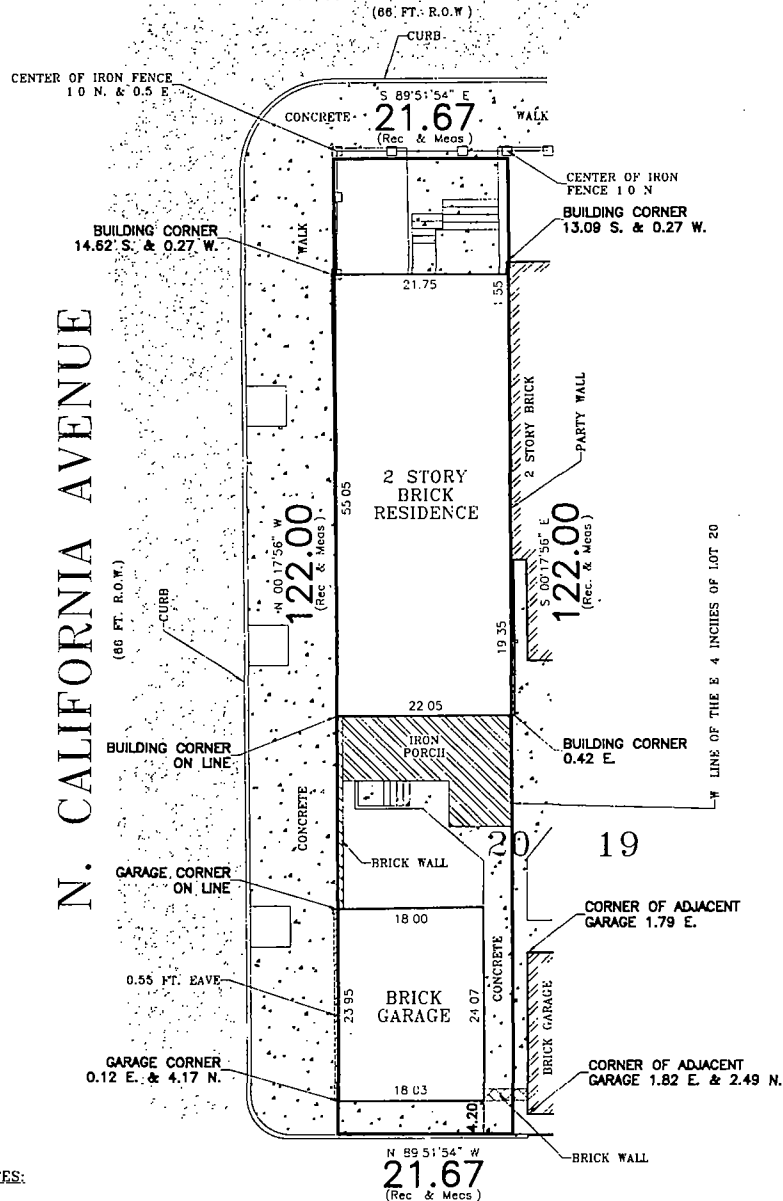 (66 FT. R.O.W )
CURB
CENTER OF IRON FENCE
1 0 N. & 0.5 E
S 89°51'54" E
21.67
(Rec & Meas)
CONCRETE
WALK
CENTER OF IRON
FENCE 1 0 N
BUILDING CORNER
14.62 S. & 0.27 W.
WALK
BUILDING CORNER
13.09 S. & 0.27 W.
21.75
1 55
N. CALIFORNIA AVENUE
(66 FT. R.O.W.)
CURB
2 STORY BRICK
PARTY WALL
2 STORY
BRICK
RESIDENCE
55 05
N 00 17'56" W
122.00
(Rec & Meas )
S 00°17'56" E
122.00
(Rec. & Meas)
W LINE OF THE E 4 INCHES OF LOT 20
19 35
22 05
BUILDING CORNER
ON LINE
IRON
PORCH
BUILDING CORNER
0.42 E.
CONCRETE
BRICK WALL
20
19
GARAGE CORNER
ON LINE
18 00
CORNER OF ADJACENT
GARAGE 1.79 E.
CONCRETE
0.55 FT. EAVE
23 95
BRICK
GARAGE
24 07
BRICK GARAGE
GARAGE CORNER
0.12 E. & 4.17 N.
18 03
4.20
CORNER OF ADJACENT
GARAGE 1.82 E. & 2.49 N.
BRICK WALL
N 89 51'54" W
21.67
(Rec & Meas)
ES: